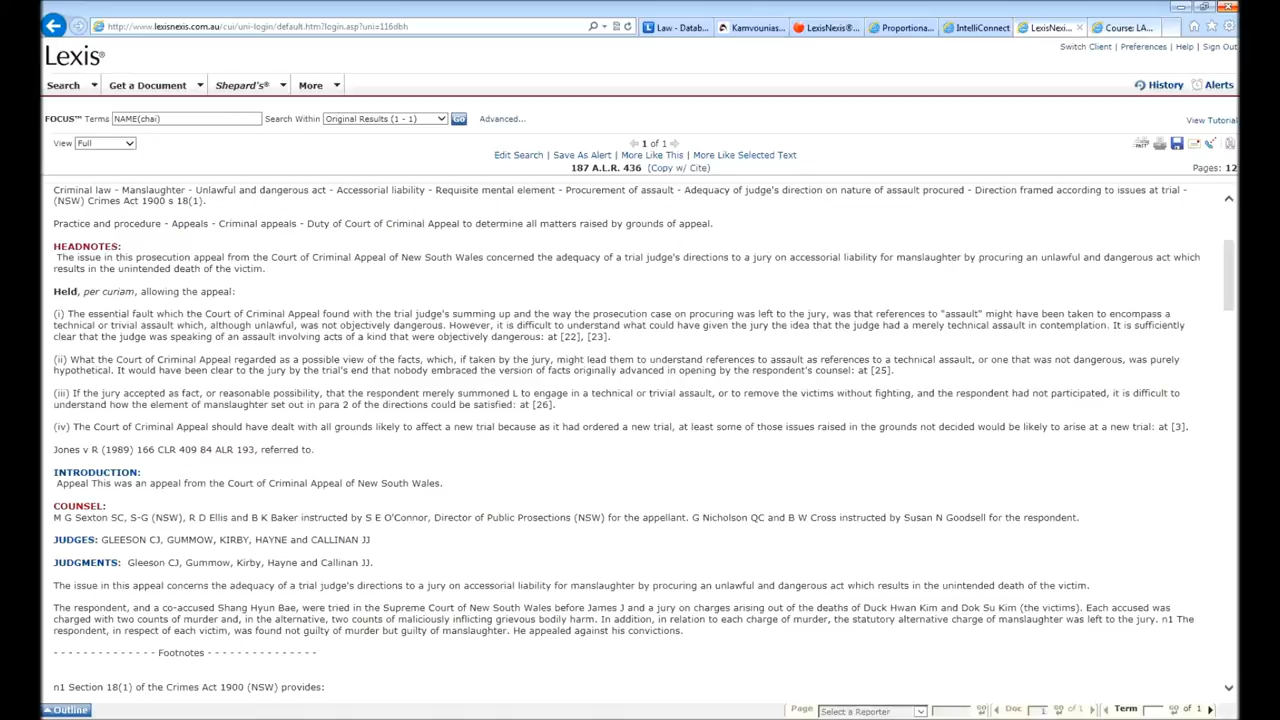 http://www.lexisnexis.com.au/cui/uni-login/default.htm?login.asp?uni=116dbh
Law - Datab...
Kamvounias...
LexisNexis®...
Proportiona...
IntelliConnect
LexisNexi...
Course: LA...
Lexis®
Switch Client | Preferences | Help | Sign Out
Search Get a Document Shepard's® More
History Alerts
FOCUS™ Terms NAME(chai) Search Within Original Results (1 - 1) Go Advanced...
View Tutorial
View Full
1 of 1
Edit Search | Save As Alert | More Like This | More Like Selected Text
187 A.L.R. 436 (Copy w/ Cite)
Pages: 12
Criminal law - Manslaughter - Unlawful and dangerous act - Accessorial liability - Requisite mental element - Procurement of assault - Adequacy of judge's direction on nature of assault procured - Direction framed according to issues at trial -
(NSW) Crimes Act 1900 s 18(1).
Practice and procedure - Appeals - Criminal appeals - Duty of Court of Criminal Appeal to determine all matters raised by grounds of appeal.
HEADNOTES:
The issue in this prosecution appeal from the Court of Criminal Appeal of New South Wales concerned the adequacy of a trial judge's directions to a jury on accessorial liability for manslaughter by procuring an unlawful and dangerous act which
results in the unintended death of the victim.
Held, per curiam, allowing the appeal:
(i) The essential fault which the Court of Criminal Appeal found with the trial judge's summing up and the way the prosecution case on procuring was left to the jury, was that references to "assault" might have been taken to encompass a
technical or trivial assault which, although unlawful, was not objectively dangerous. However, it is difficult to understand what could have given the jury the idea that the judge had a merely technical assault in contemplation. It is sufficiently
clear that the judge was speaking of an assault involving acts of a kind that were objectively dangerous: at [22], [23].
(ii) What the Court of Criminal Appeal regarded as a possible view of the facts, which, if taken by the jury, might lead them to understand references to assault as references to a technical assault, or one that was not dangerous, was purely
hypothetical. It would have been clear to the jury by the trial's end that nobody embraced the version of facts originally advanced in opening by the respondent's counsel: at [25].
(iii) If the jury accepted as fact, or reasonable possibility, that the respondent merely summoned L to engage in a technical or trivial assault, or to remove the victims without fighting, and the respondent had not participated, it is difficult to
understand how the element of manslaughter set out in para 2 of the directions could be satisfied: at [26].
(iv) The Court of Criminal Appeal should have dealt with all grounds likely to affect a new trial because as it had ordered a new trial, at least some of those issues raised in the grounds not decided would be likely to arise at a new trial: at [3].
Jones v R (1989) 166 CLR 409 84 ALR 193, referred to.
INTRODUCTION:
Appeal This was an appeal from the Court of Criminal Appeal of New South Wales.
COUNSEL:
M G Sexton SC, S-G (NSW), R D Ellis and B K Baker instructed by S E O'Connor, Director of Public Prosections (NSW) for the appellant. G Nicholson QC and B W Cross instructed by Susan N Goodsell for the respondent.
JUDGES: GLEESON CJ, GUMMOW, KIRBY, HAYNE and CALLINAN JJ
JUDGMENTS: Gleeson CJ, Gummow, Kirby, Hayne and Callinan JJ.
The issue in this appeal concerns the adequacy of a trial judge's directions to a jury on accessorial liability for manslaughter by procuring an unlawful and dangerous act which results in the unintended death of the victim.
The respondent, and a co-accused Shang Hyun Bae, were tried in the Supreme Court of New South Wales before James J and a jury on charges arising out of the deaths of Duck Hwan Kim and Dok Su Kim (the victims). Each accused was
charged with two counts of murder and, in the alternative, two counts of maliciously inflicting grievous bodily harm. In addition, in relation to each charge of murder, the statutory alternative charge of manslaughter was left to the jury. n1 The
respondent, in respect of each victim, was found not guilty of murder but guilty of manslaughter. He appealed against his convictions.
- - - - - - - - - - - - - - Footnotes - - - - - - - - - - - - - - -
n1 Section 18(1) of the Crimes Act 1900 (NSW) provides:
Outline
Page Select a Reporter Doc 1 of 1 Term of 1